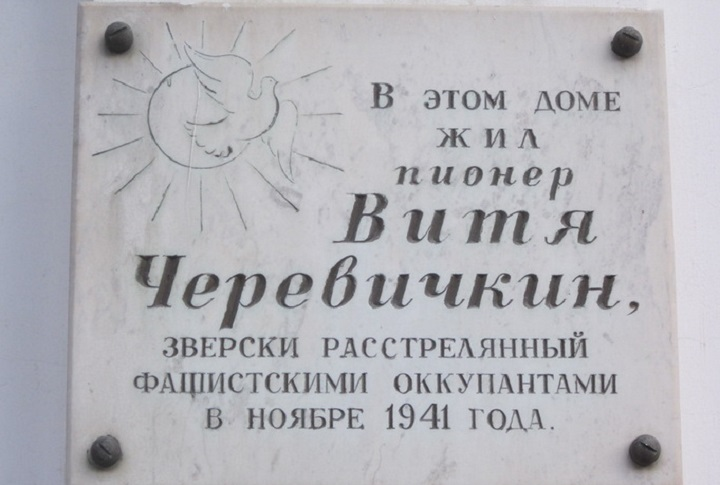 В ЭТОМ ДОМЕ
ЖИЛ
пионер
Витя
Черевичкин,
ЗВЕРСКИ РАССТРЕЛЯННЫЙ
ФАШИСТСКИМИ ОККУПАНТАМИ
В НОЯБРЕ 1941 ГОДА.